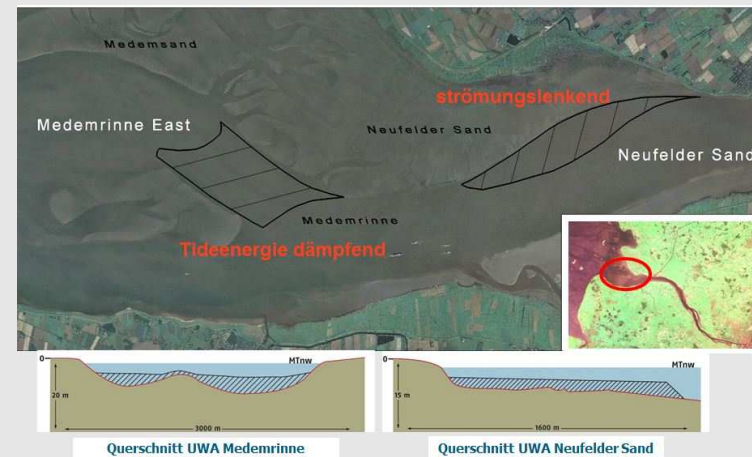 Medemsand
strömungslenkend
Medemrinne East
Neufelder Sand
Neufelder Sand
Medemrinne
Tideenergie dämpfend
0
MTnw
20 m
3000 m
0
MTnw
15 m
1600 m
Querschnitt UWA Medemrinne
Querschnitt UWA Neufelder Sand